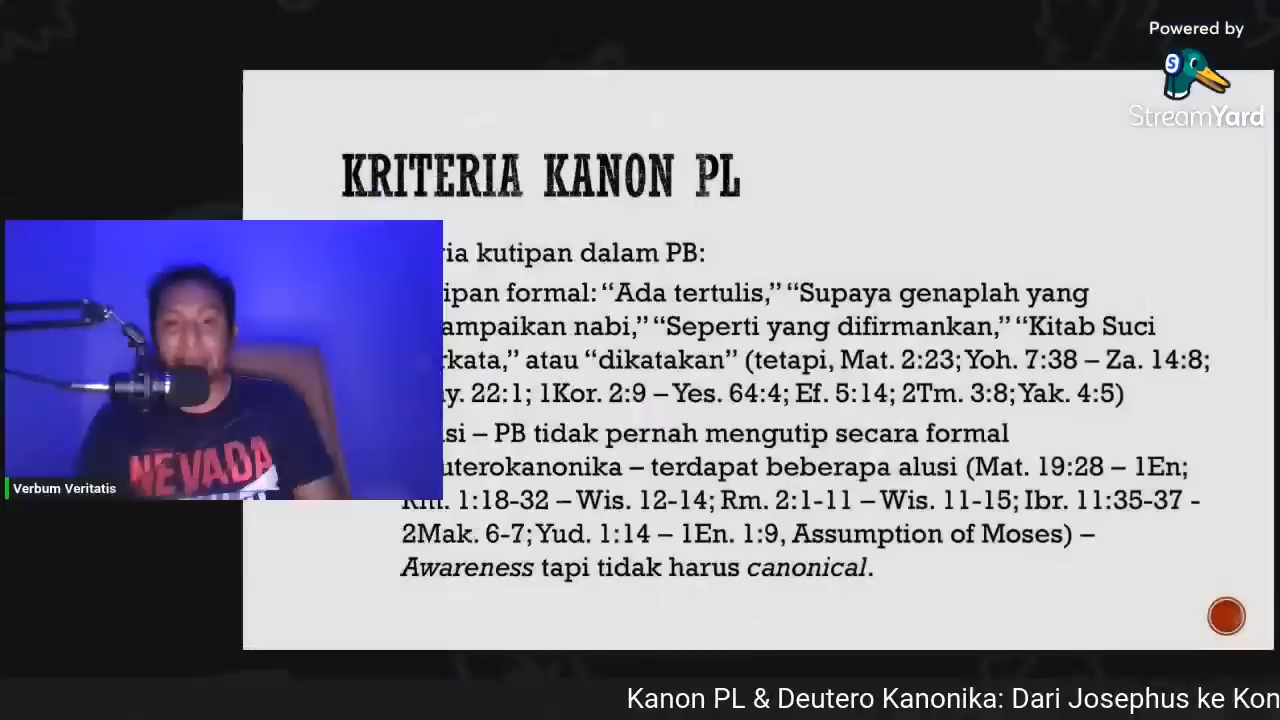 Powered by
StreamYard
KRITERIA KANON PL
ria kutipan dalam PB:
ipan formal: “Ada tertulis,” “Supaya genaplah yang
ampaikan nabi,” “Seperti yang difirmankan,” “Kitab Suci
rkata,” atau “dikatakan” (tetapi, Mat. 2:23; Yoh. 7:38 – Za. 14:8;
y. 22:1; 1Kor. 2:9 – Yes. 64:4; Ef. 5:14; 2Tm. 3:8; Yak. 4:5)
si – PB tidak pernah mengutip secara formal
uterokanonika – terdapat beberapa alusi (Mat. 19:28 – 1En;
Rm. 1:18-32 – Wis. 12-14; Rm. 2:1-11 – Wis. 11-15; Ibr. 11:35-37 -
2Mak. 6-7; Yud. 1:14 – 1En. 1:9, Assumption of Moses) –
Awareness tapi tidak harus canonical.
NEVADA
Verbum Veritatis
Kanon PL & Deutero Kanonika: Dari Josephus ke Kon